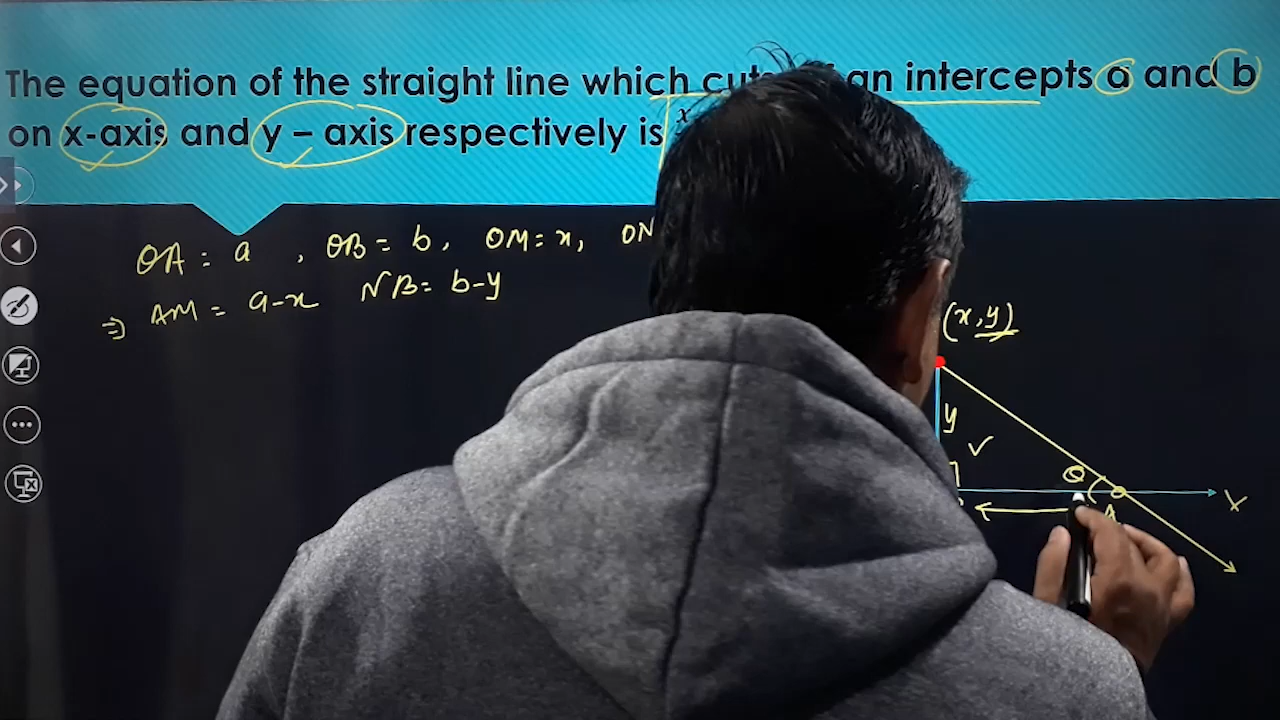 The equation of the straight line which an intercepts a and b
on x-axis and y – axis respectively is x
OA = a , OB = b, OM = x, ON
⇒ AM = a-x NB = b-y
(x, y)
y
θ
A
X